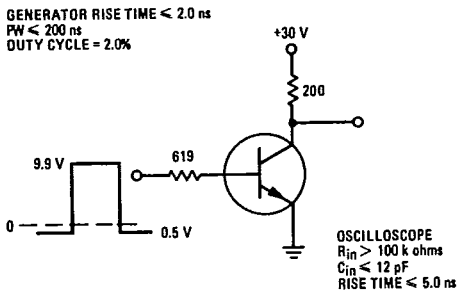 GENERATOR RISE TIME ≤ 2.0 ns
PW ≤ 200 ns
DUTY CYCLE = 2.0%
+30 V
200
9.9 V
619
0
0.5 V
OSCILLOSCOPE
Rin > 100 k ohms
Cin ≤ 12 pF
RISE TIME ≤ 5.0 ns